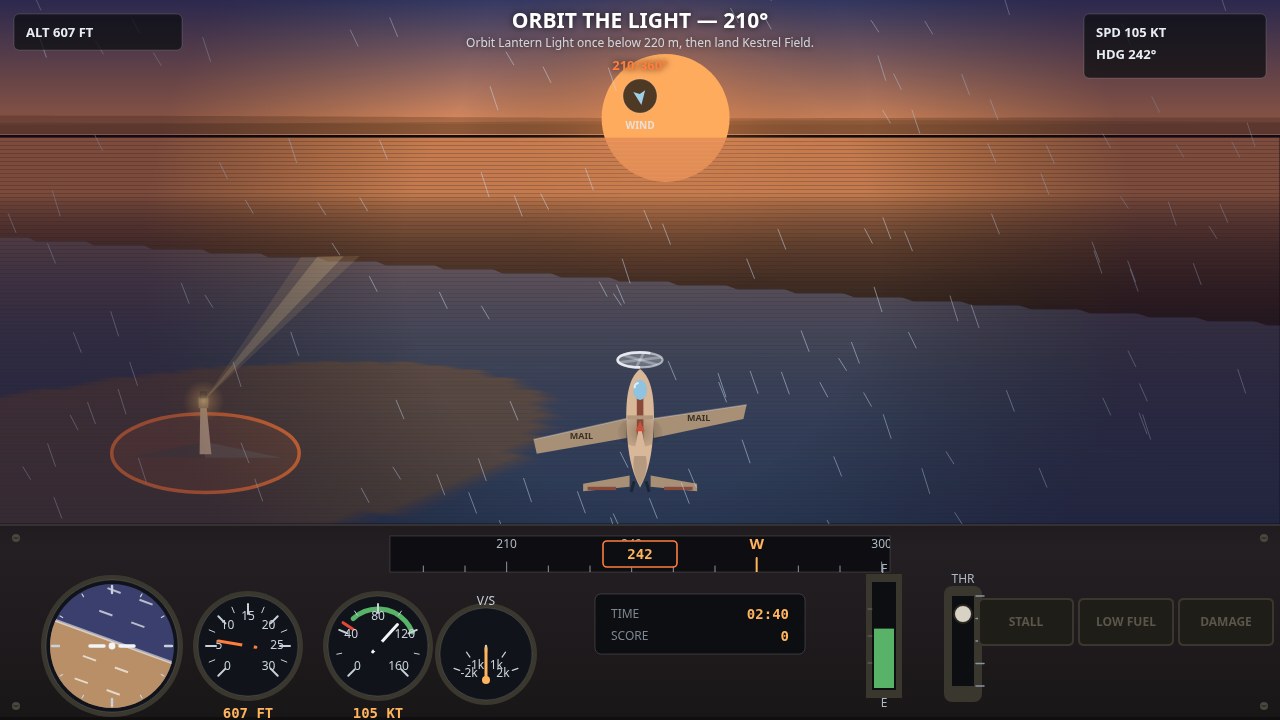 ALT 607 FT
ORBIT THE LIGHT — 210°
Orbit Lantern Light once below 220 m, then land Kestrel Field.
SPD 105 KT
HDG 242°
WIND
MAIL
MAIL
210
242
W
300
TIME 02:40
SCORE 0
THR
F
E
STALL
LOW FUEL
DAMAGE
0
5
10
15
20
25
30
607 FT
0
40
80
120
160
105 KT
V/S
-2k
-1k
1k
2k